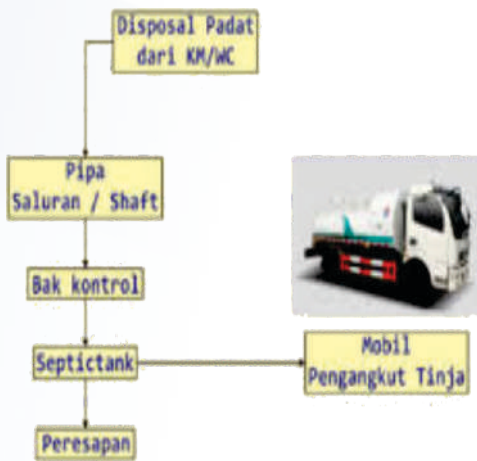 Disposal Padat
dari KM/WC
Pipa
Saluran / Shaft
Bak kontrol
Septictank
Mobil
Pengangkut Tinja
Peresapan